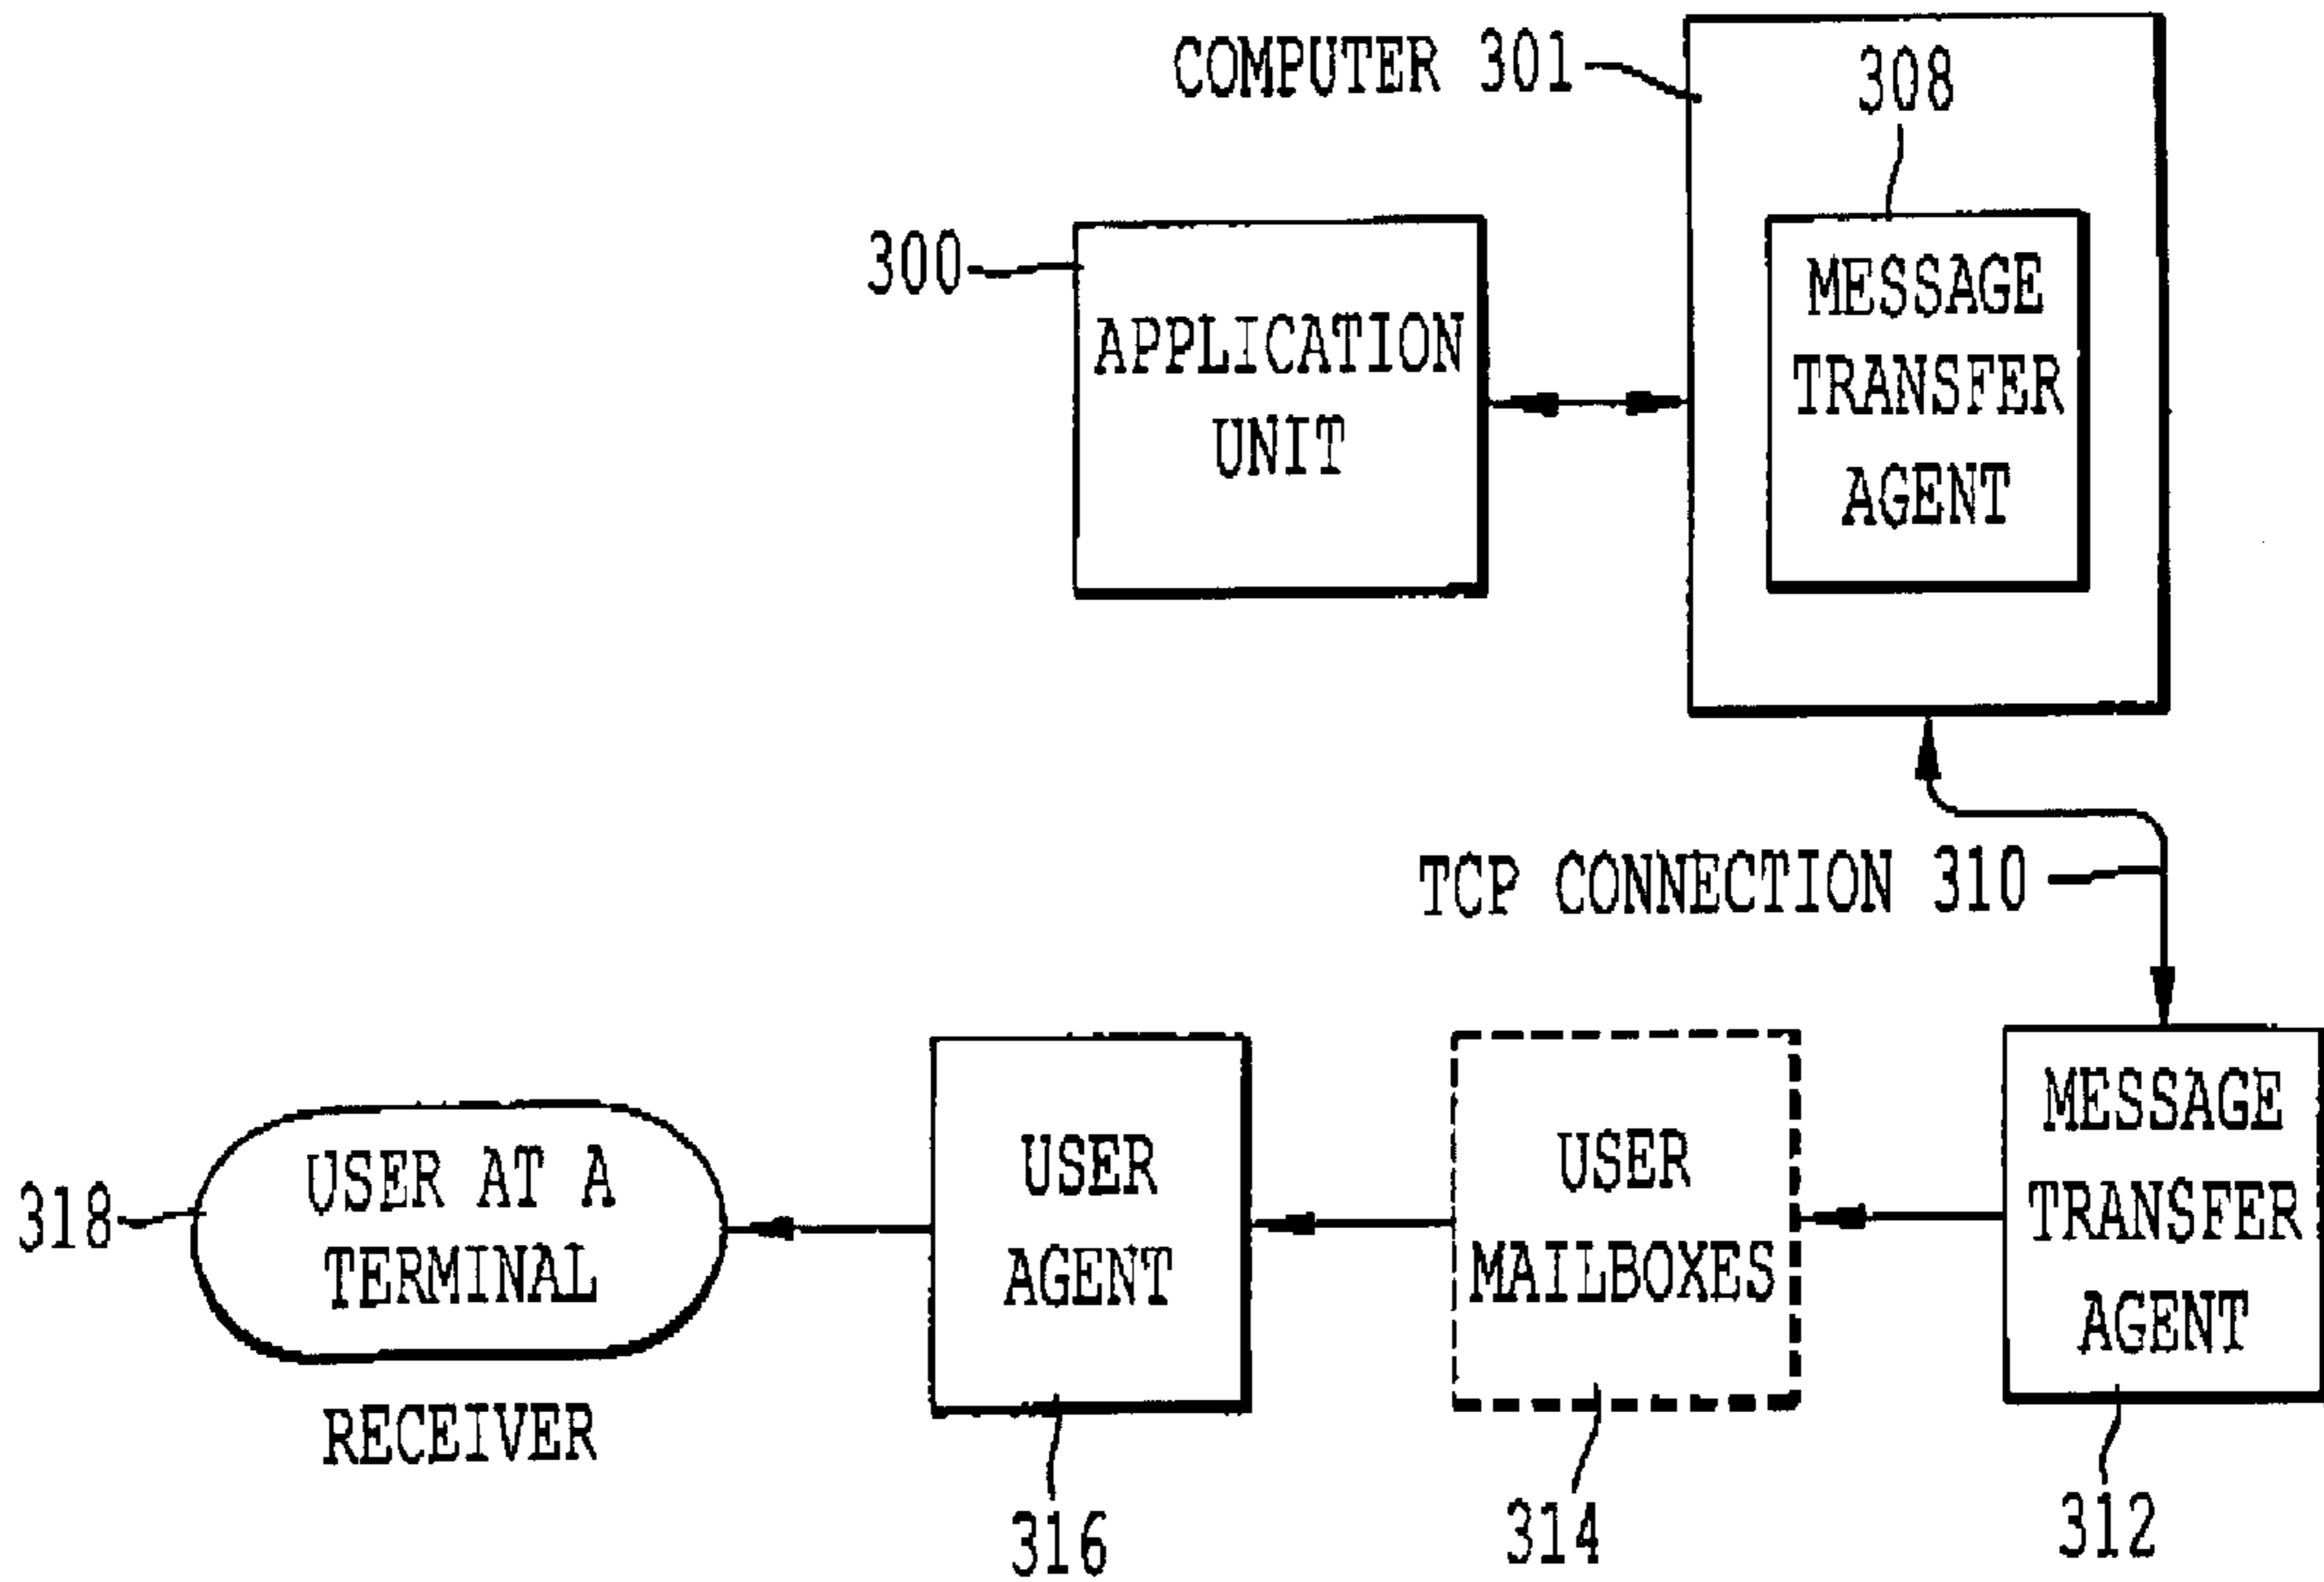 COMPUTER 301
308
300
APPLICATION
UNIT
MESSAGE
TRANSFER
AGENT
TCP CONNECTION 310
318
USER AT A
TERMINAL
RECEIVER
USER
AGENT
316
USER
MAILBOXES
314
MESSAGE
TRANSFER
AGENT
312